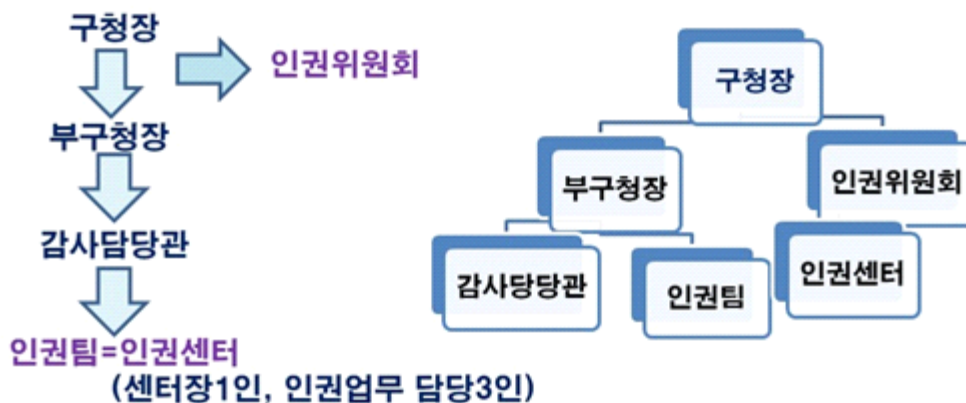 구청장
인권위원회
부구청장
감사담당관
인권팀=인권센터
(센터장1인, 인권업무 담당3인)
구청장
부구청장
인권위원회
감사당당관
인권팀
인권센터